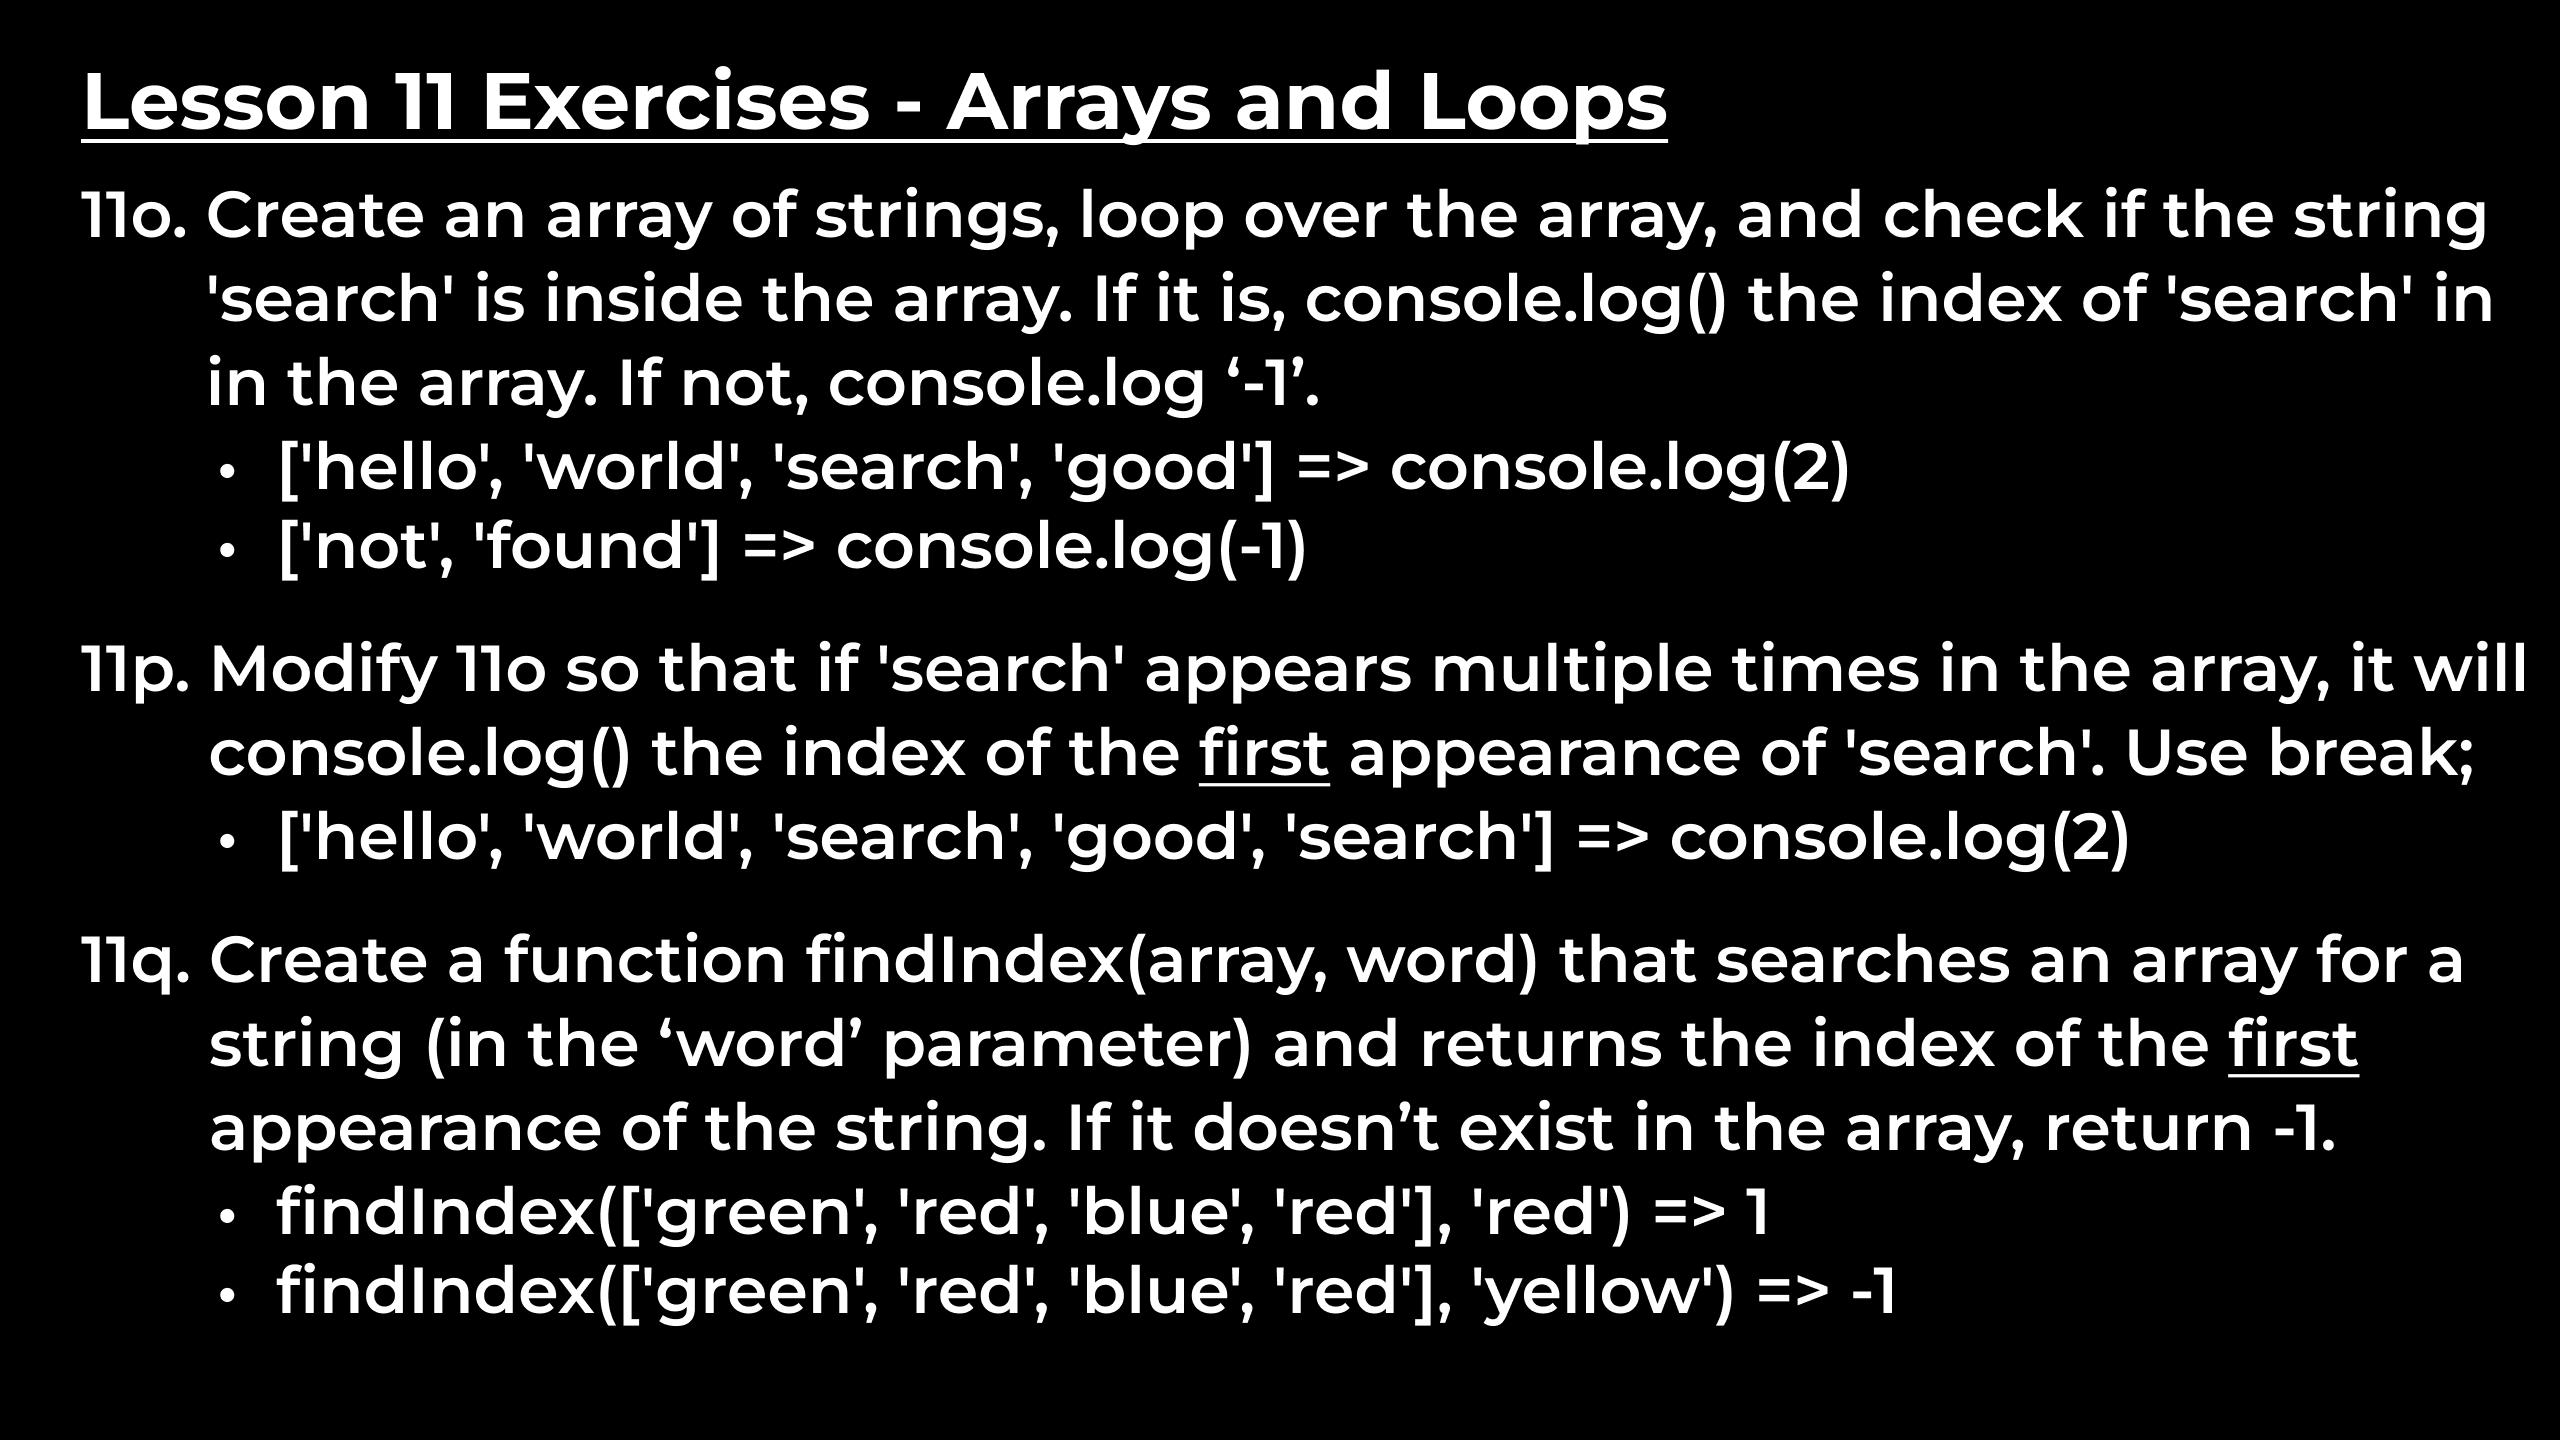 Lesson 11 Exercises - Arrays and Loops
11o. Create an array of strings, loop over the array, and check if the string
'search' is inside the array. If it is, console.log() the index of 'search' in
in the array. If not, console.log ‘-1’.
• ['hello', 'world', 'search', 'good'] => console.log(2)
• ['not', 'found'] => console.log(-1)
11p. Modify 11o so that if 'search' appears multiple times in the array, it will
console.log() the index of the first appearance of 'search'. Use break;
• ['hello', 'world', 'search', 'good', 'search'] => console.log(2)
11q. Create a function findIndex(array, word) that searches an array for a
string (in the ‘word’ parameter) and returns the index of the first
appearance of the string. If it doesn’t exist in the array, return -1.
• findIndex(['green', 'red', 'blue', 'red'], 'red') => 1
• findIndex(['green', 'red', 'blue', 'red'], 'yellow') => -1